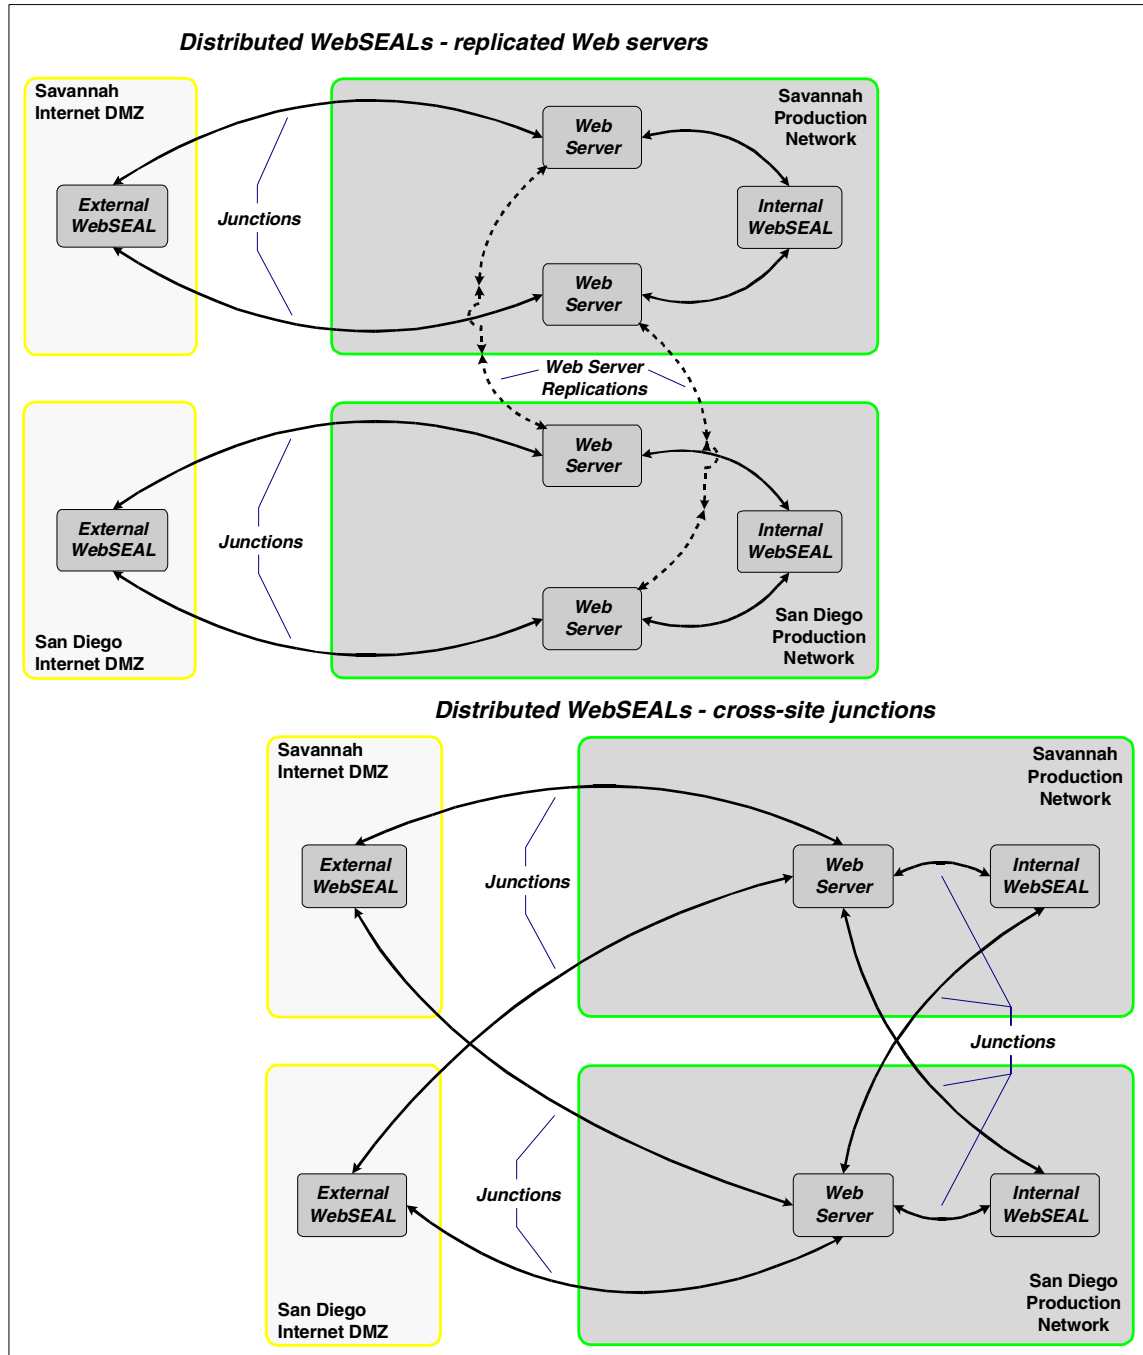 Distributed WebSEALs - replicated Web servers
Savannah
Internet DMZ
Savannah
Production
Network
Web
Server
External
WebSEAL
Junctions
Internal
WebSEAL
Web
Server
Web Server
Replications
Web
Server
External
WebSEAL
Junctions
Internal
WebSEAL
Web
Server
San Diego
Internet DMZ
San Diego
Production
Network
Distributed WebSEALs - cross-site junctions
Savannah
Internet DMZ
Savannah
Production
Network
External
WebSEAL
Junctions
Web
Server
Internal
WebSEAL
Junctions
External
WebSEAL
Junctions
Web
Server
Internal
WebSEAL
San Diego
Internet DMZ
San Diego
Production
Network